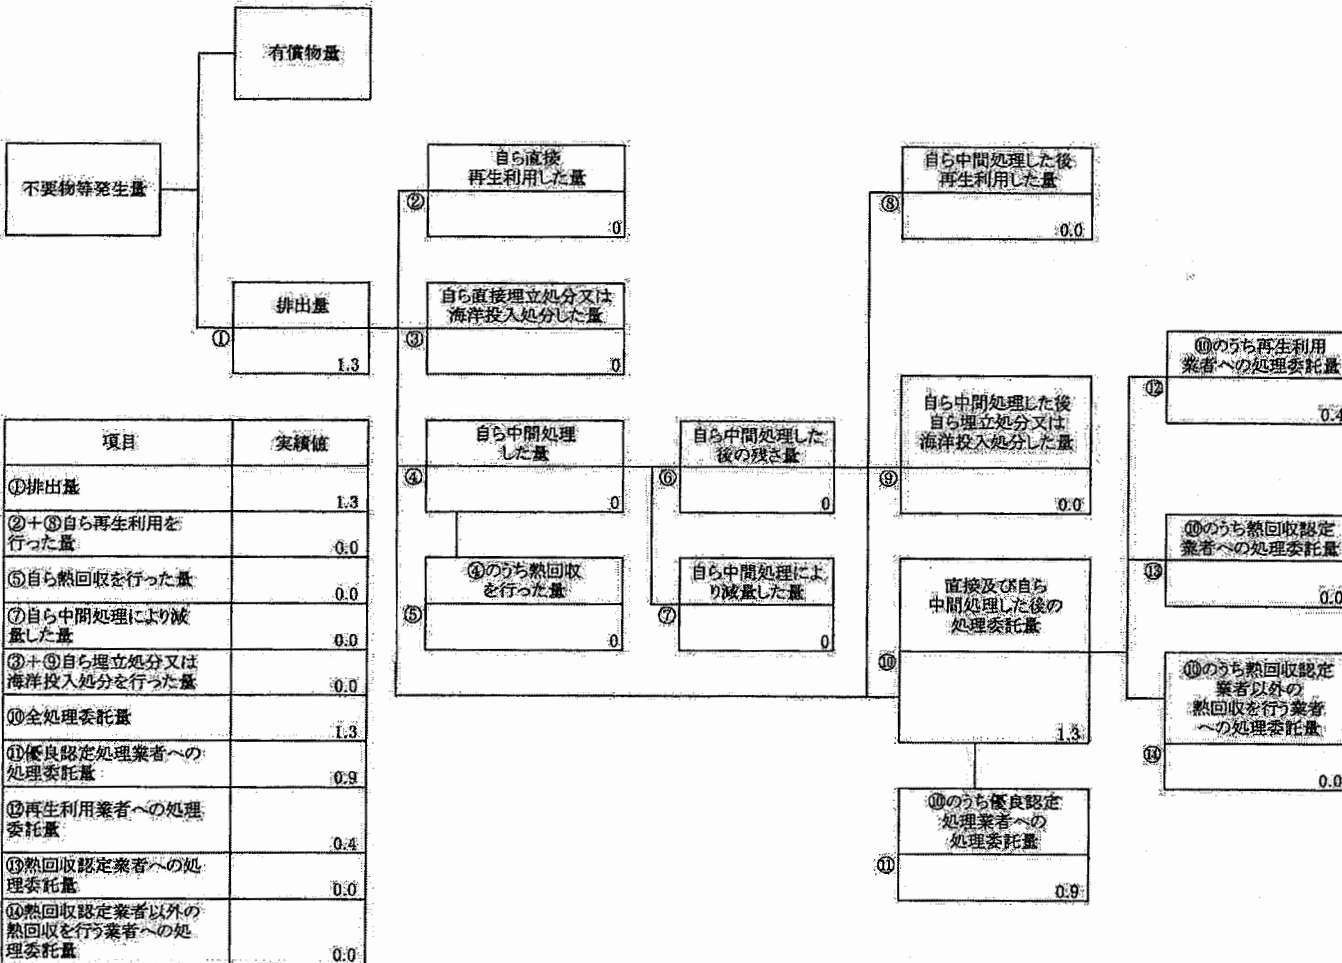 有償物量
不要物等発生量
排出量
①
1.3
自ら直接
再生利用した量
②
0
自ら直接埋立処分又は
海洋投入処分した量
③
0
自ら中間処理
した量
④
0
④のうち熱回収
を行った量
⑤
0
自ら中間処理した
後の残さ量
⑥
0
自ら中間処理によ
り減量した量
⑦
0
自ら中間処理した後
再生利用した量
⑧
0.0
自ら中間処理した後
自ら埋立処分又は
海洋投入処分した量
⑨
0.0
直接及び自ら
中間処理した後の
処理委託量
⑩
1.3
⑩のうち優良認定
処理業者への
処理委託量
⑪
0.9
⑩のうち再生利用
業者への処理委託量
⑫
0.4
⑩のうち熱回収認定
業者への処理委託量
⑬
0.0
⑩のうち熱回収認定
業者以外の
熱回収を行う業者
への処理委託量
⑭
0.0
項目 実績値
①排出量
1.3
②+⑧自ら再生利用を
行った量
0.0
⑤自ら熱回収を行った量
0.0
⑦自ら中間処理により減
量した量
0.0
③+⑨自ら埋立処分又は
海洋投入処分を行った量
0.0
⑩全処理委託量
1.3
⑪優良認定処理業者への
処理委託量
0.9
⑫再生利用業者への処理
委託量
0.4
⑬熱回収認定業者への処
理委託量
0.0
⑭熱回収認定業者以外の
熱回収を行う業者への処
理委託量
0.0